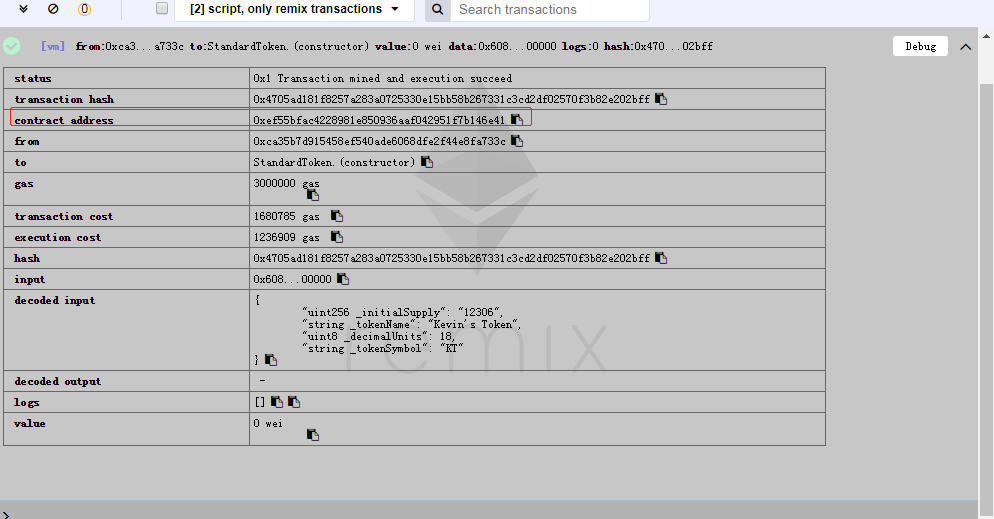 0
[2] script, only remix transactions
Search transactions
[vm] from:0xca3...a733c to:StandardToken.(constructor) value:0 wei data:0x608...00000 logs:0 hash:0x470...02bff
Debug
status 0x1 Transaction mined and execution succeed
transaction hash 0x4705ad181f8257a283a0725330e15bb58b267331c3cd2df02570f3b82e202bff
contract address 0xef55bfac4228981e850936aaf042951f7b146e41
from 0xca35b7d915458ef540ade6068dfe2f44e8fa733c
to StandardToken.(constructor)
gas 3000000 gas
transaction cost 1680785 gas
execution cost 1236909 gas
hash 0x4705ad181f8257a283a0725330e15bb58b267331c3cd2df02570f3b82e202bff
input 0x608...00000
decoded input {
"uint256 _initialSupply": "12306",
"string _tokenName": "Kevin's Token",
"uint8 _decimalUnits": 18,
"string _tokenSymbol": "KT"
}
remix
decoded output -
logs []
value 0 wei
>